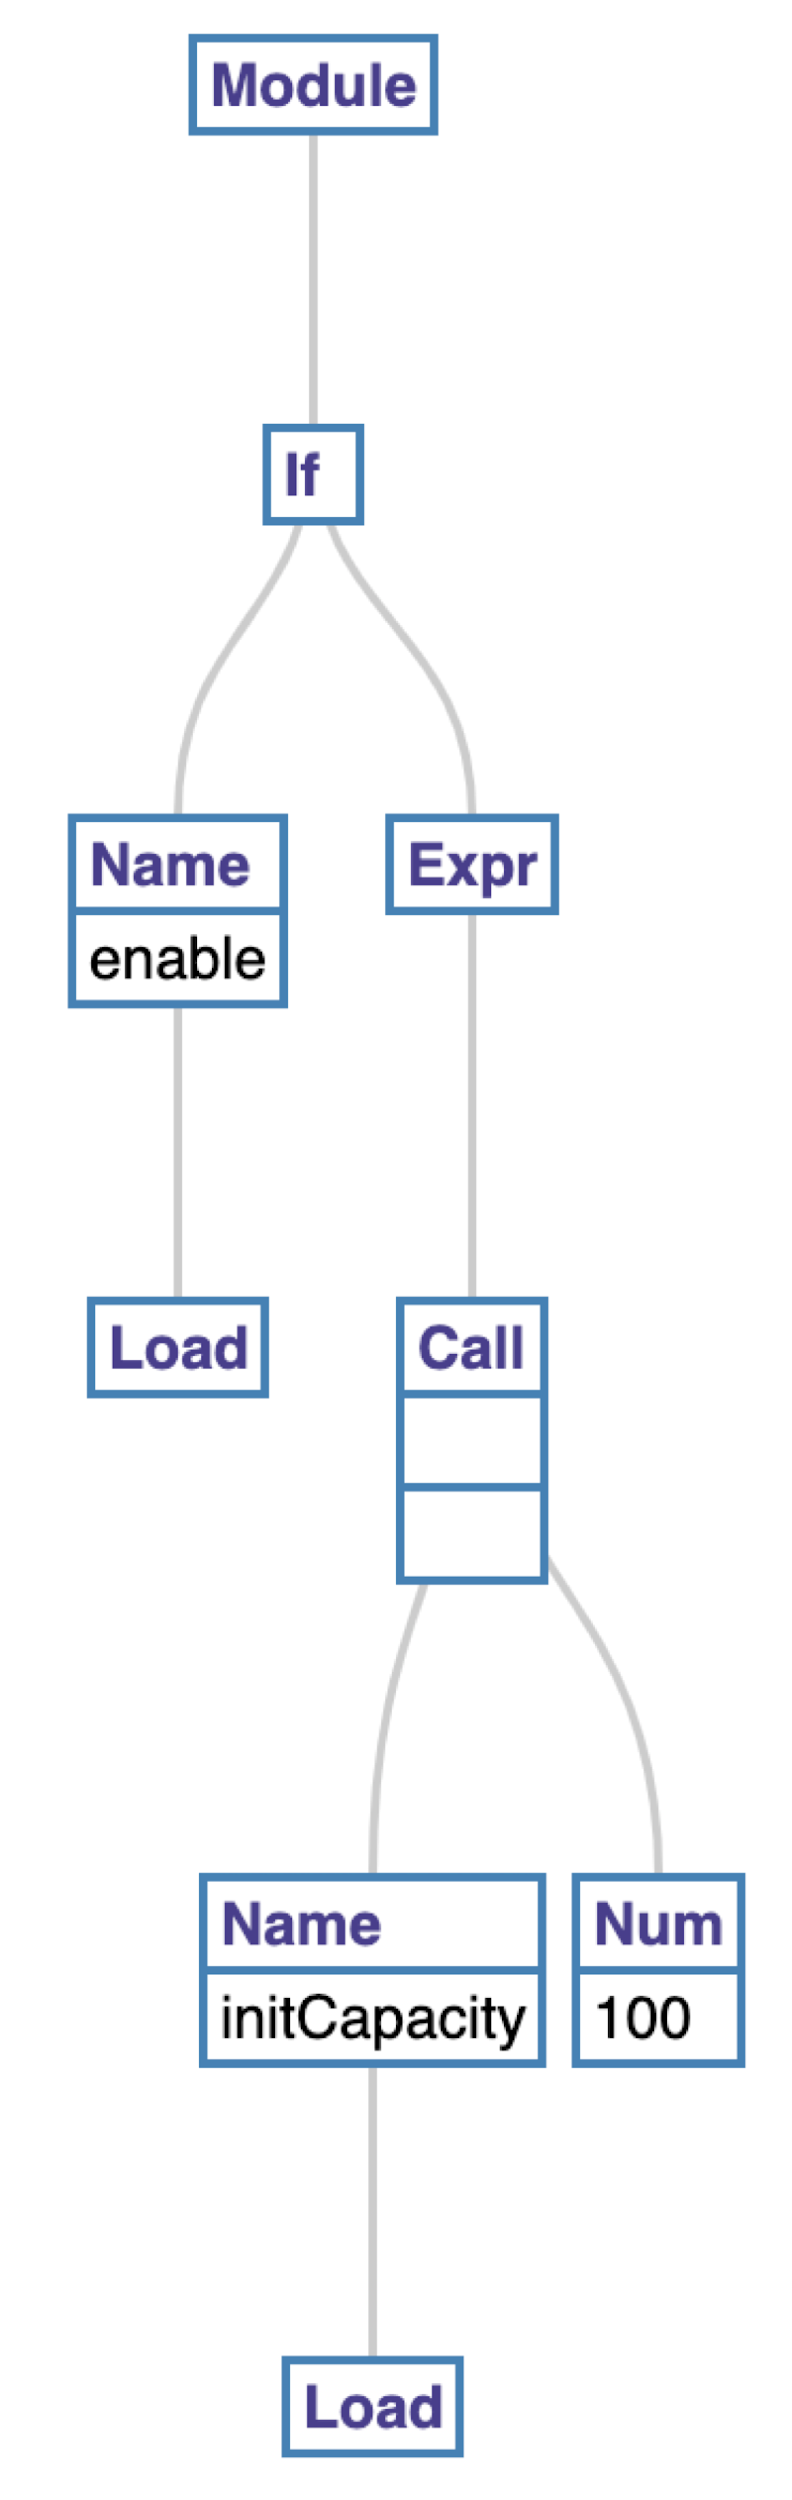 Module
If
Name
enable
Expr
Load
Call
Name
initCapacity
Num
100
Load